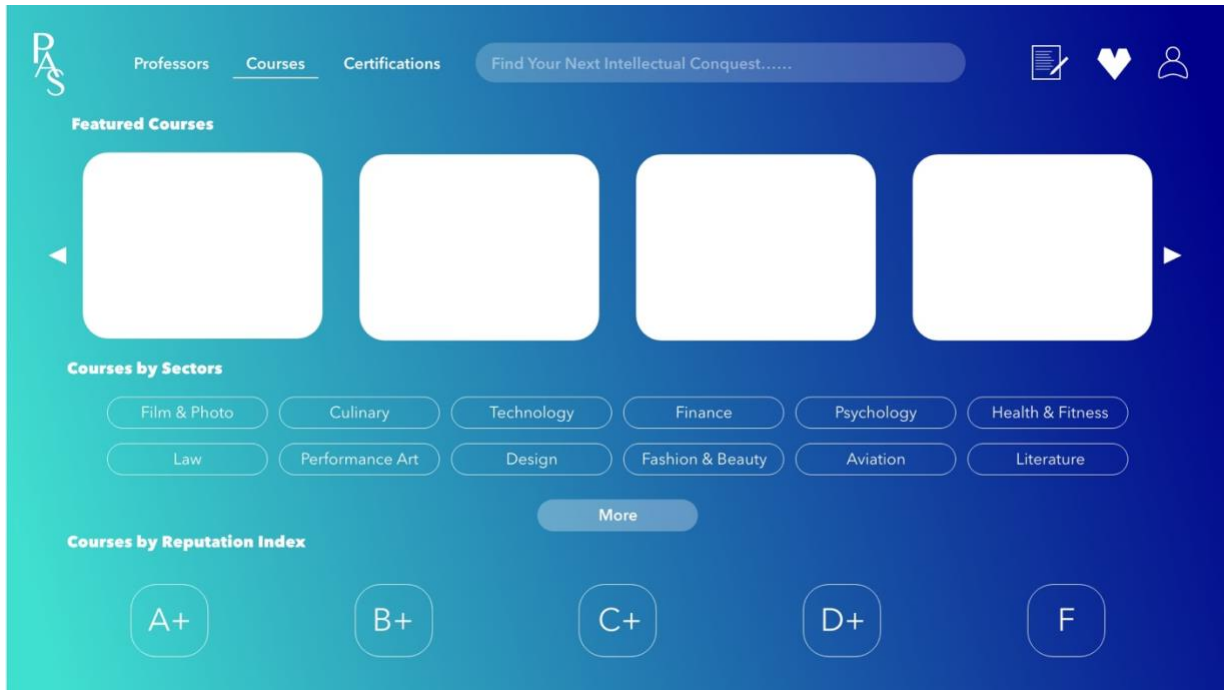 PAS
Professors Courses Certifications Find Your Next Intellectual Conquest......
Featured Courses
Courses by Sectors
Film & Photo Culinary Technology Finance Psychology Health & Fitness
Law Performance Art Design Fashion & Beauty Aviation Literature
More
Courses by Reputation Index
A+ B+ C+ D+ F